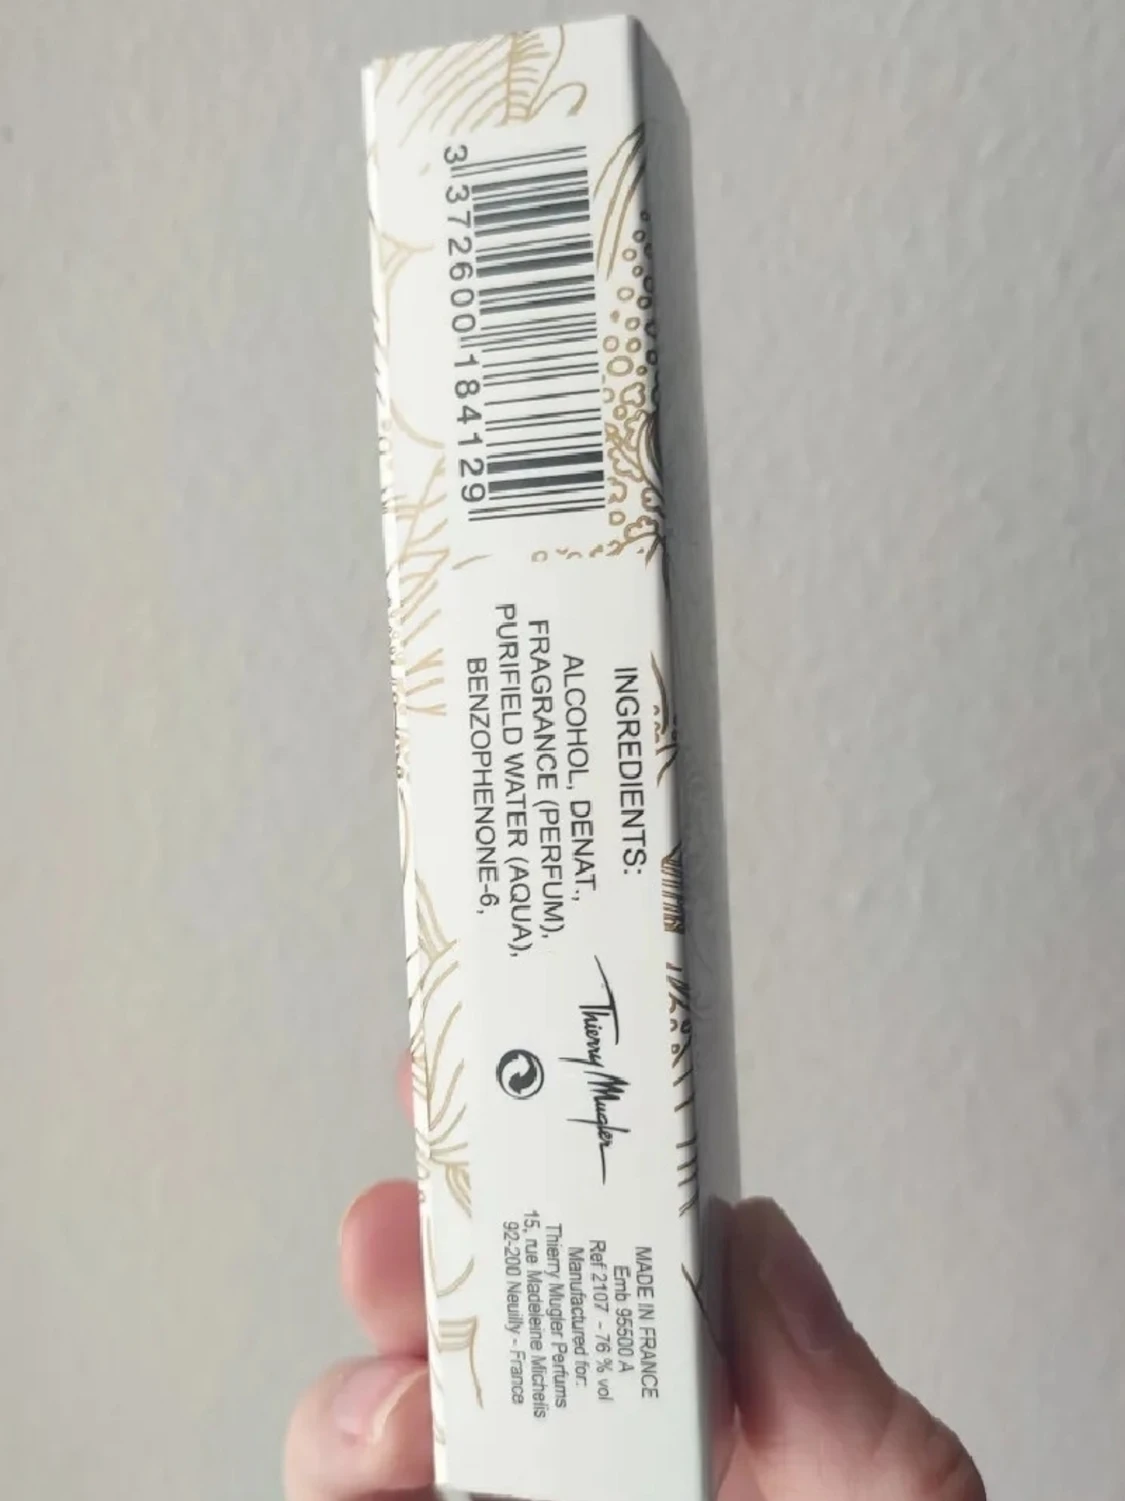 3 372600 184129
INGREDIENTS:
ALCOHOL, DENAT.,
FRAGRANCE (PERFUM),
PURIFIELD WATER (AQUA),
BENZOPHENONE-6,
Thierry Mugler
MADE IN FRANCE
Emb 95500 A
Ref 2107 - 76 % vol
Manufactured for:
Thierry Mugler Perfums
15, rue Madeleine Michelis
92-200 Neuilly - France